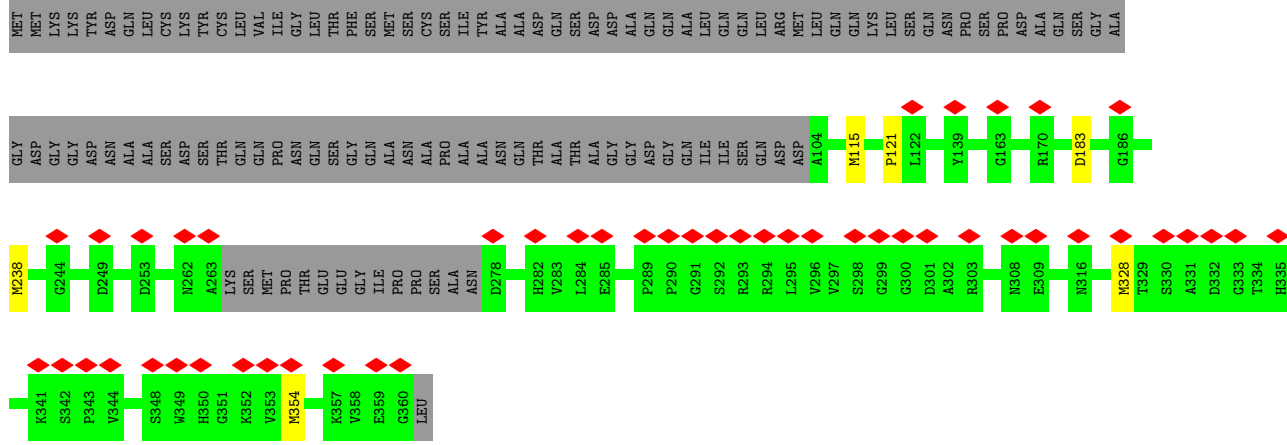 MET MET LYS LYS TYR ASP GLN LEU CYS LYS TYR CYS LEU VAL ILE GLY LEU THR PHE SER MET SER CYS SER ILE TYR ALA ALA ASP GLN SER ASP ASP ALA GLN GLN ALA LEU GLN GLN LEU ARG MET LEU GLN GLN LYS LEU SER GLN ASN PRO SER PRO ASP ALA GLN SER GLY ALA
GLY ASP GLY GLY ASP ASN ALA ALA SER ASP SER THR GLN GLN PRO ASN GLN SER GLY GLN ALA ASN ALA PRO ALA ALA ASN GLN THR ALA THR ALA GLY GLY ASP GLY GLN ILE ILE SER GLN ASP ASP A104 M115 P121 L122 Y139 G163 R170 D183 G186
M238 G244 D249 D253 N262 A263 LYS SER MET PRO THR GLU GLU GLY ILE PRO PRO SER ALA ASN D278 H282 V283 L284 E285 P289 P290 G291 S292 R293 R294 L295 V296 V297 S298 G299 G300 D301 A302 R303 N308 E309 N316 M328 T329 S330 A331 D332 G333 T334 H335
K341 S342 P343 V344 S348 W349 H350 G351 K352 V353 M354 K357 V358 E359 G360 LEU